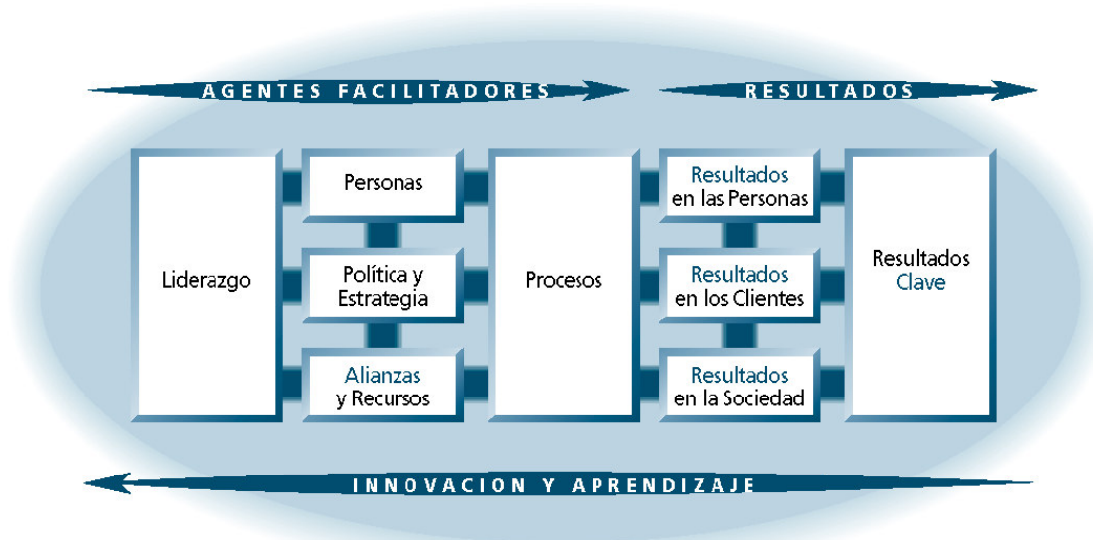 AGENTES FACILITADORES
RESULTADOS
Liderazgo
Personas
Política y
Estrategia
Alianzas
y Recursos
Procesos
Resultados
en las Personas
Resultados
en los Clientes
Resultados
en la Sociedad
Resultados
Clave
INNOVACION Y APRENDIZAJE